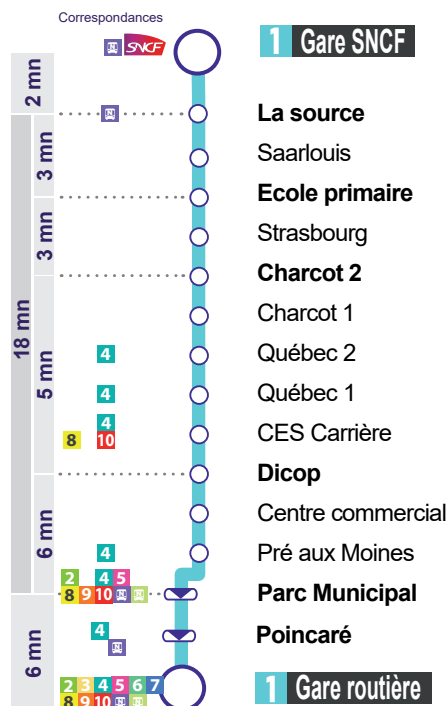 Correspondances
SNCF
1 Gare SNCF
2 mn
La source
Saarlouis
3 mn
Ecole primaire
Strasbourg
3 mn
Charcot 2
Charcot 1
18 mn
4 Québec 2
5 mn
4 Québec 1
4
8 10 CES Carrière
Dicop
Centre commercial
6 mn
4 Pré aux Moines
2 4 5
8 9 10 Parc Municipal
4 Poincaré
6 mn
2 3 4 5 6 7
8 9 10
1 Gare routière